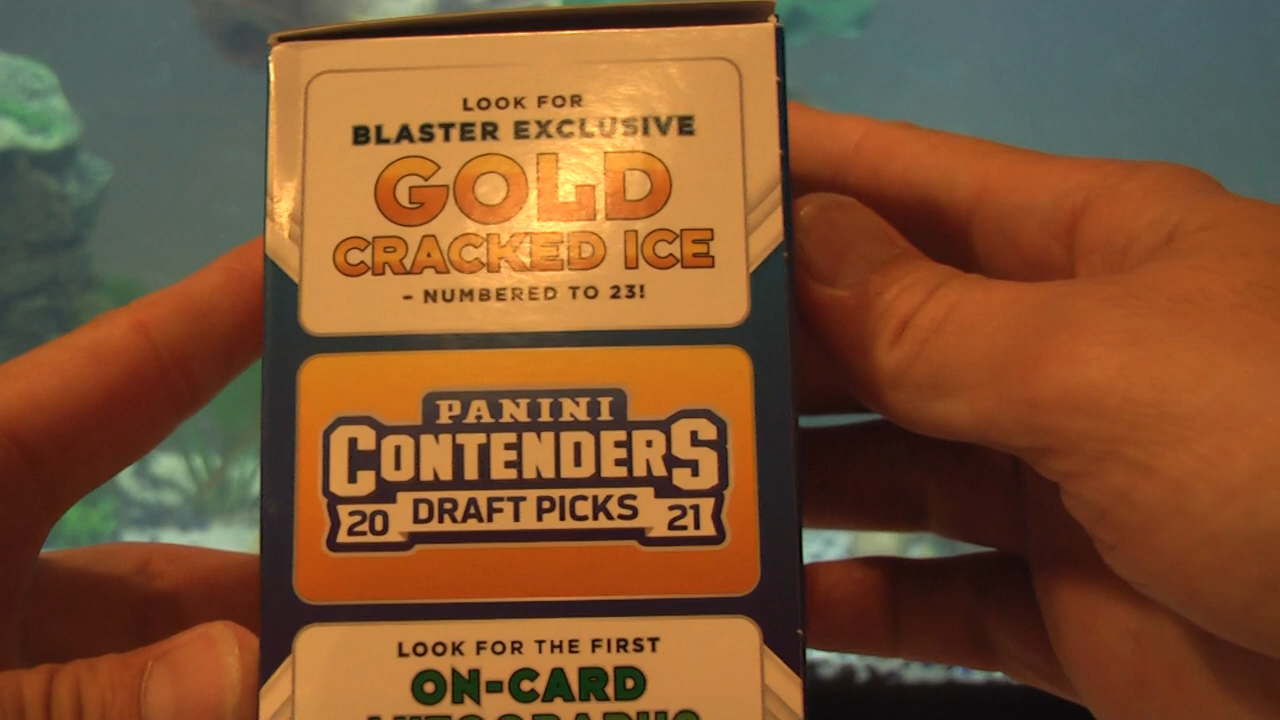 LOOK FOR
BLASTER EXCLUSIVE
GOLD
CRACKED ICE
- NUMBERED TO 23!
PANINI
CONTENDERS
20 DRAFT PICKS 21
LOOK FOR THE FIRST
ON-CARD